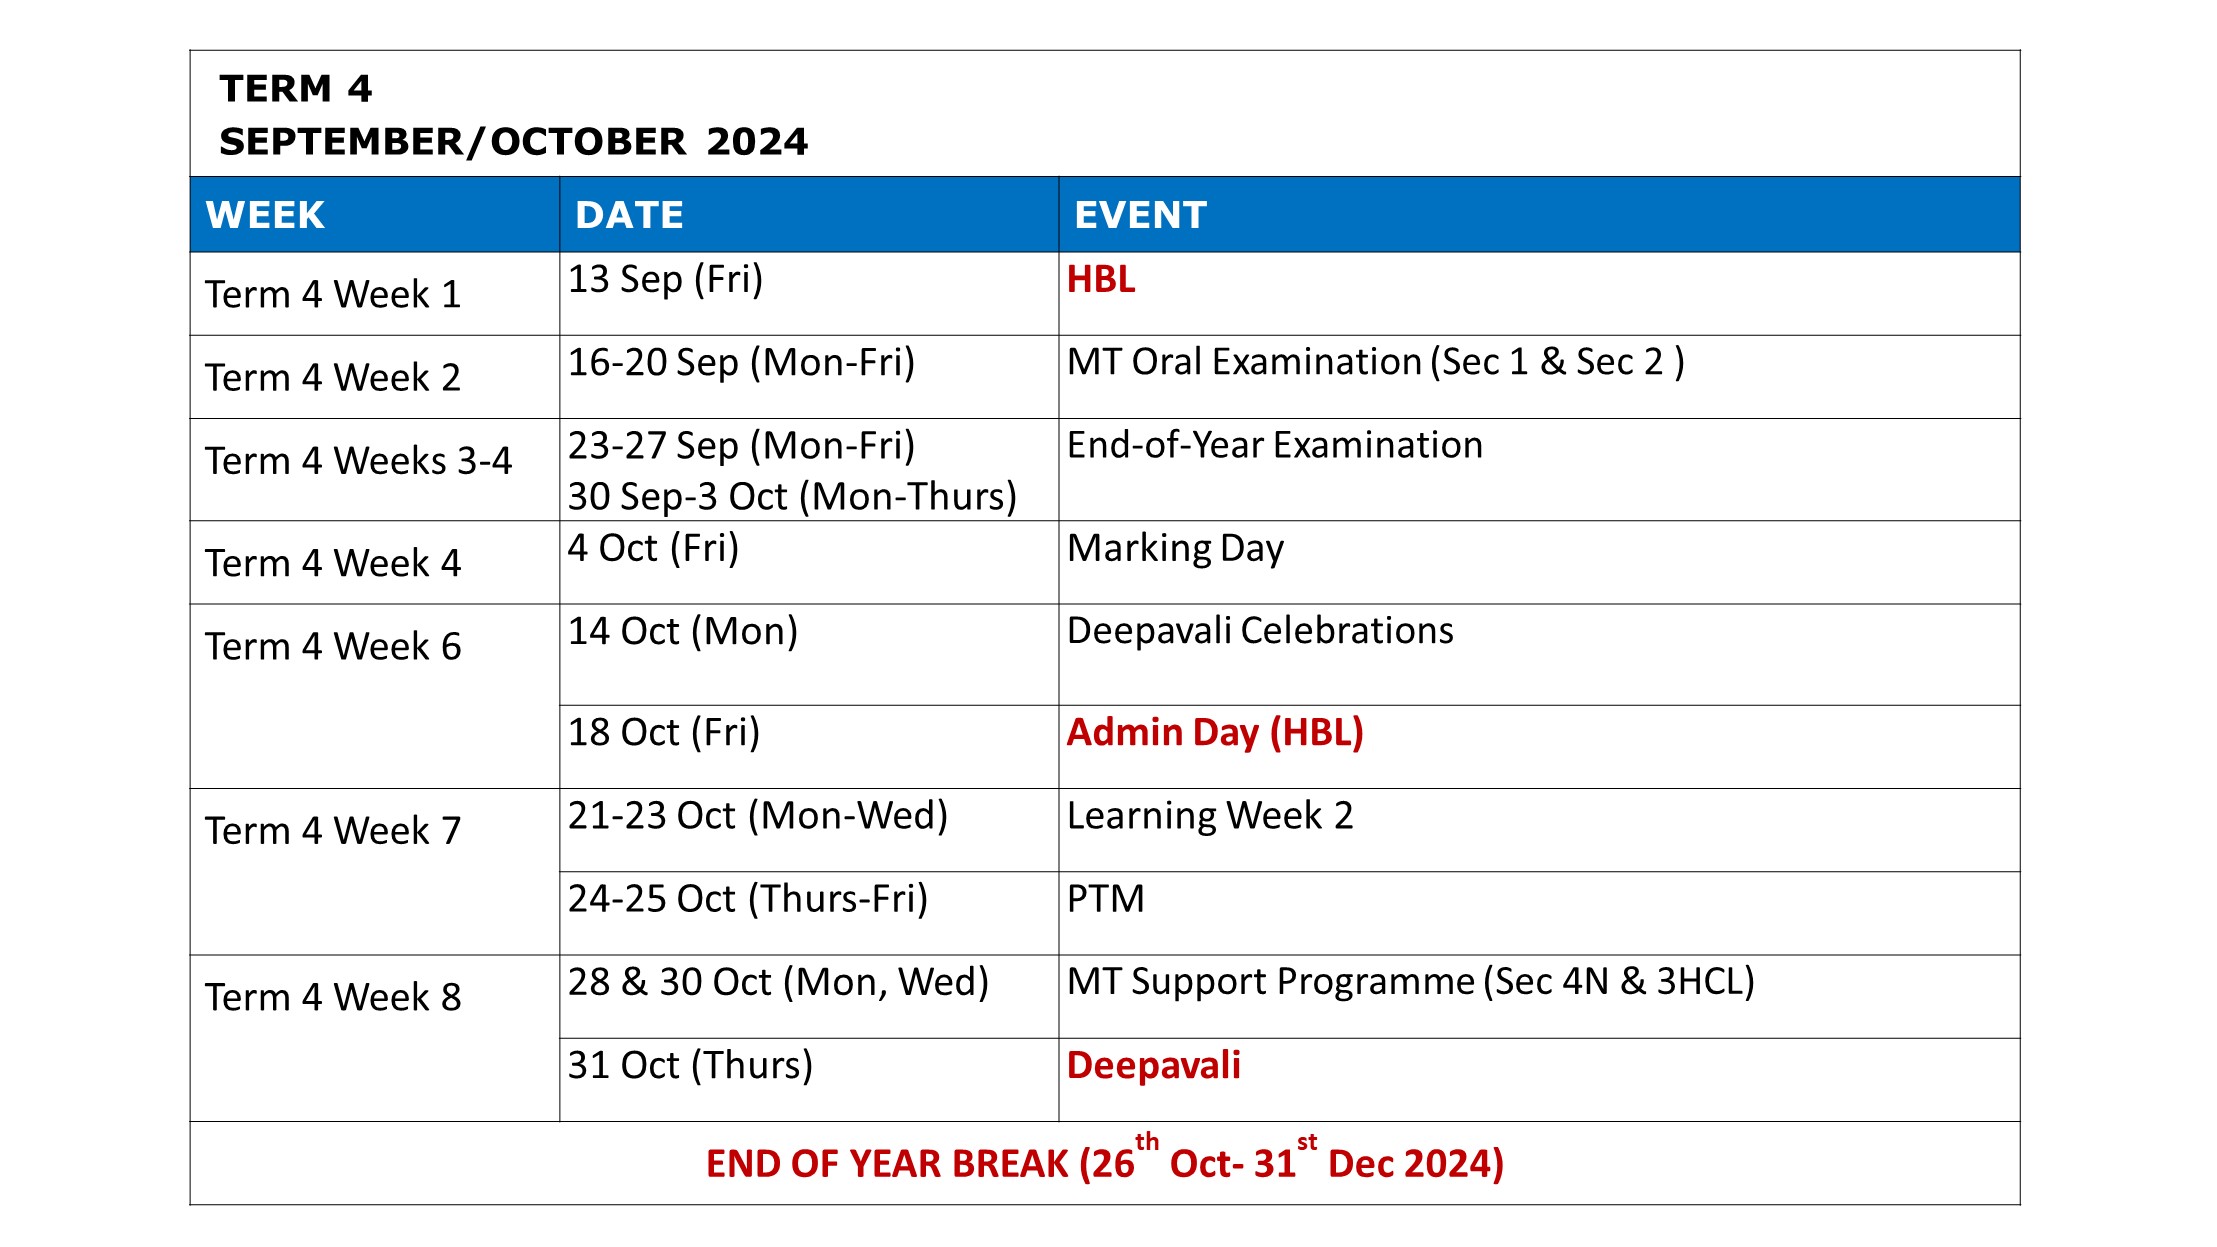 TERM 4
SEPTEMBER/OCTOBER 2024
WEEK DATE EVENT
Term 4 Week 1 13 Sep (Fri) HBL
Term 4 Week 2 16-20 Sep (Mon-Fri) MT Oral Examination (Sec 1 & Sec 2 )
Term 4 Weeks 3-4 23-27 Sep (Mon-Fri) End-of-Year Examination
30 Sep-3 Oct (Mon-Thurs)
Term 4 Week 4 4 Oct (Fri) Marking Day
Term 4 Week 6 14 Oct (Mon) Deepavali Celebrations
18 Oct (Fri) Admin Day (HBL)
Term 4 Week 7 21-23 Oct (Mon-Wed) Learning Week 2
24-25 Oct (Thurs-Fri) PTM
Term 4 Week 8 28 & 30 Oct (Mon, Wed) MT Support Programme (Sec 4N & 3HCL)
31 Oct (Thurs) Deepavali
END OF YEAR BREAK (26th Oct- 31st Dec 2024)